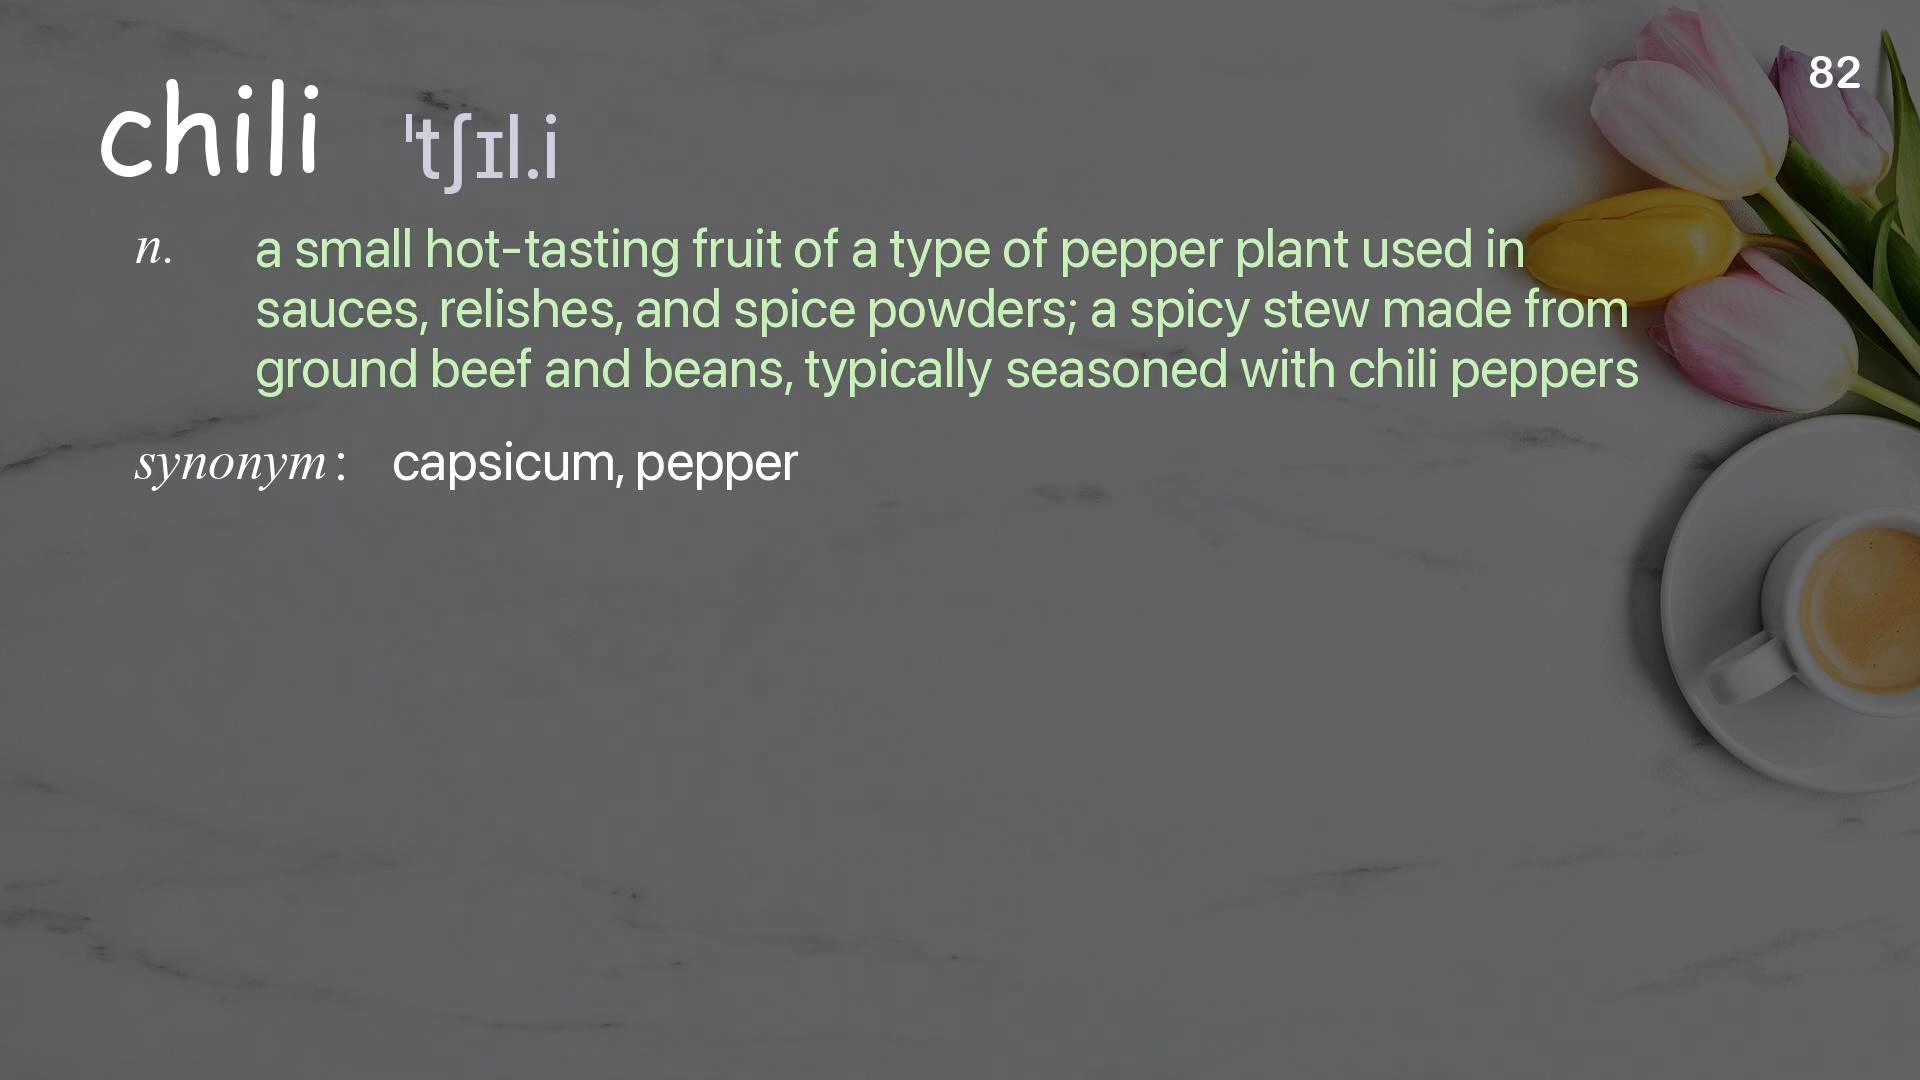 82
chili ˈtʃɪl.i
n. a small hot-tasting fruit of a type of pepper plant used in
sauces, relishes, and spice powders; a spicy stew made from
ground beef and beans, typically seasoned with chili peppers
synonym: capsicum, pepper